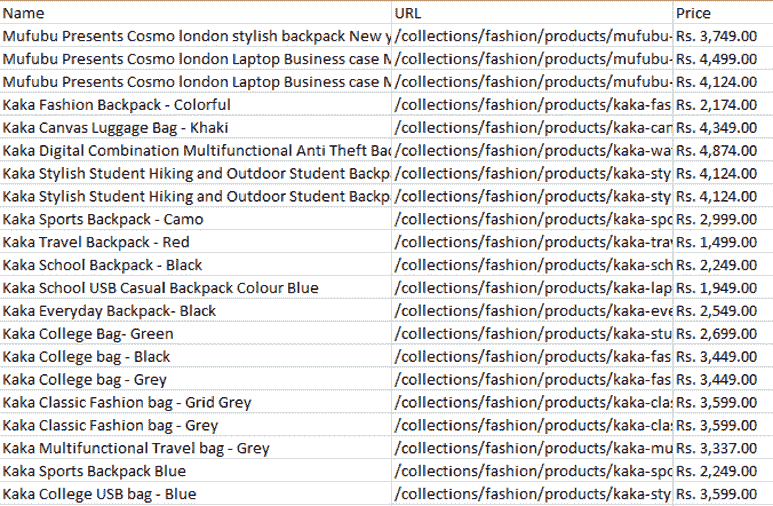 Name URL Price
Mufubu Presents Cosmo london stylish backpack New y /collections/fashion/products/mufubu- Rs. 3,749.00
Mufubu Presents Cosmo london Laptop Business case M /collections/fashion/products/mufubu- Rs. 4,499.00
Mufubu Presents Cosmo london Laptop Business case M /collections/fashion/products/mufubu- Rs. 4,124.00
Kaka Fashion Backpack - Colorful /collections/fashion/products/kaka-fas Rs. 2,174.00
Kaka Canvas Luggage Bag - Khaki /collections/fashion/products/kaka-can Rs. 4,349.00
Kaka Digital Combination Multifunctional Anti Theft Bac /collections/fashion/products/kaka-wa Rs. 4,874.00
Kaka Stylish Student Hiking and Outdoor Student Backp /collections/fashion/products/kaka-sty Rs. 4,124.00
Kaka Stylish Student Hiking and Outdoor Student Backp /collections/fashion/products/kaka-sty Rs. 4,124.00
Kaka Sports Backpack - Camo /collections/fashion/products/kaka-spo Rs. 2,999.00
Kaka Travel Backpack - Red /collections/fashion/products/kaka-trav Rs. 1,499.00
Kaka School Backpack - Black /collections/fashion/products/kaka-sch Rs. 2,249.00
Kaka School USB Casual Backpack Colour Blue /collections/fashion/products/kaka-lap Rs. 1,949.00
Kaka Everyday Backpack- Black /collections/fashion/products/kaka-eve Rs. 2,549.00
Kaka College Bag- Green /collections/fashion/products/kaka-stu Rs. 2,699.00
Kaka College bag - Black /collections/fashion/products/kaka-fas Rs. 3,449.00
Kaka College bag - Grey /collections/fashion/products/kaka-fas Rs. 3,449.00
Kaka Classic Fashion bag - Grid Grey /collections/fashion/products/kaka-clas Rs. 3,599.00
Kaka Classic Fashion bag - Grey /collections/fashion/products/kaka-clas Rs. 3,599.00
Kaka Multifunctional Travel bag - Grey /collections/fashion/products/kaka-mu Rs. 3,337.00
Kaka Sports Backpack Blue /collections/fashion/products/kaka-spo Rs. 2,249.00
Kaka College USB bag - Blue /collections/fashion/products/kaka-sty Rs. 3,599.00